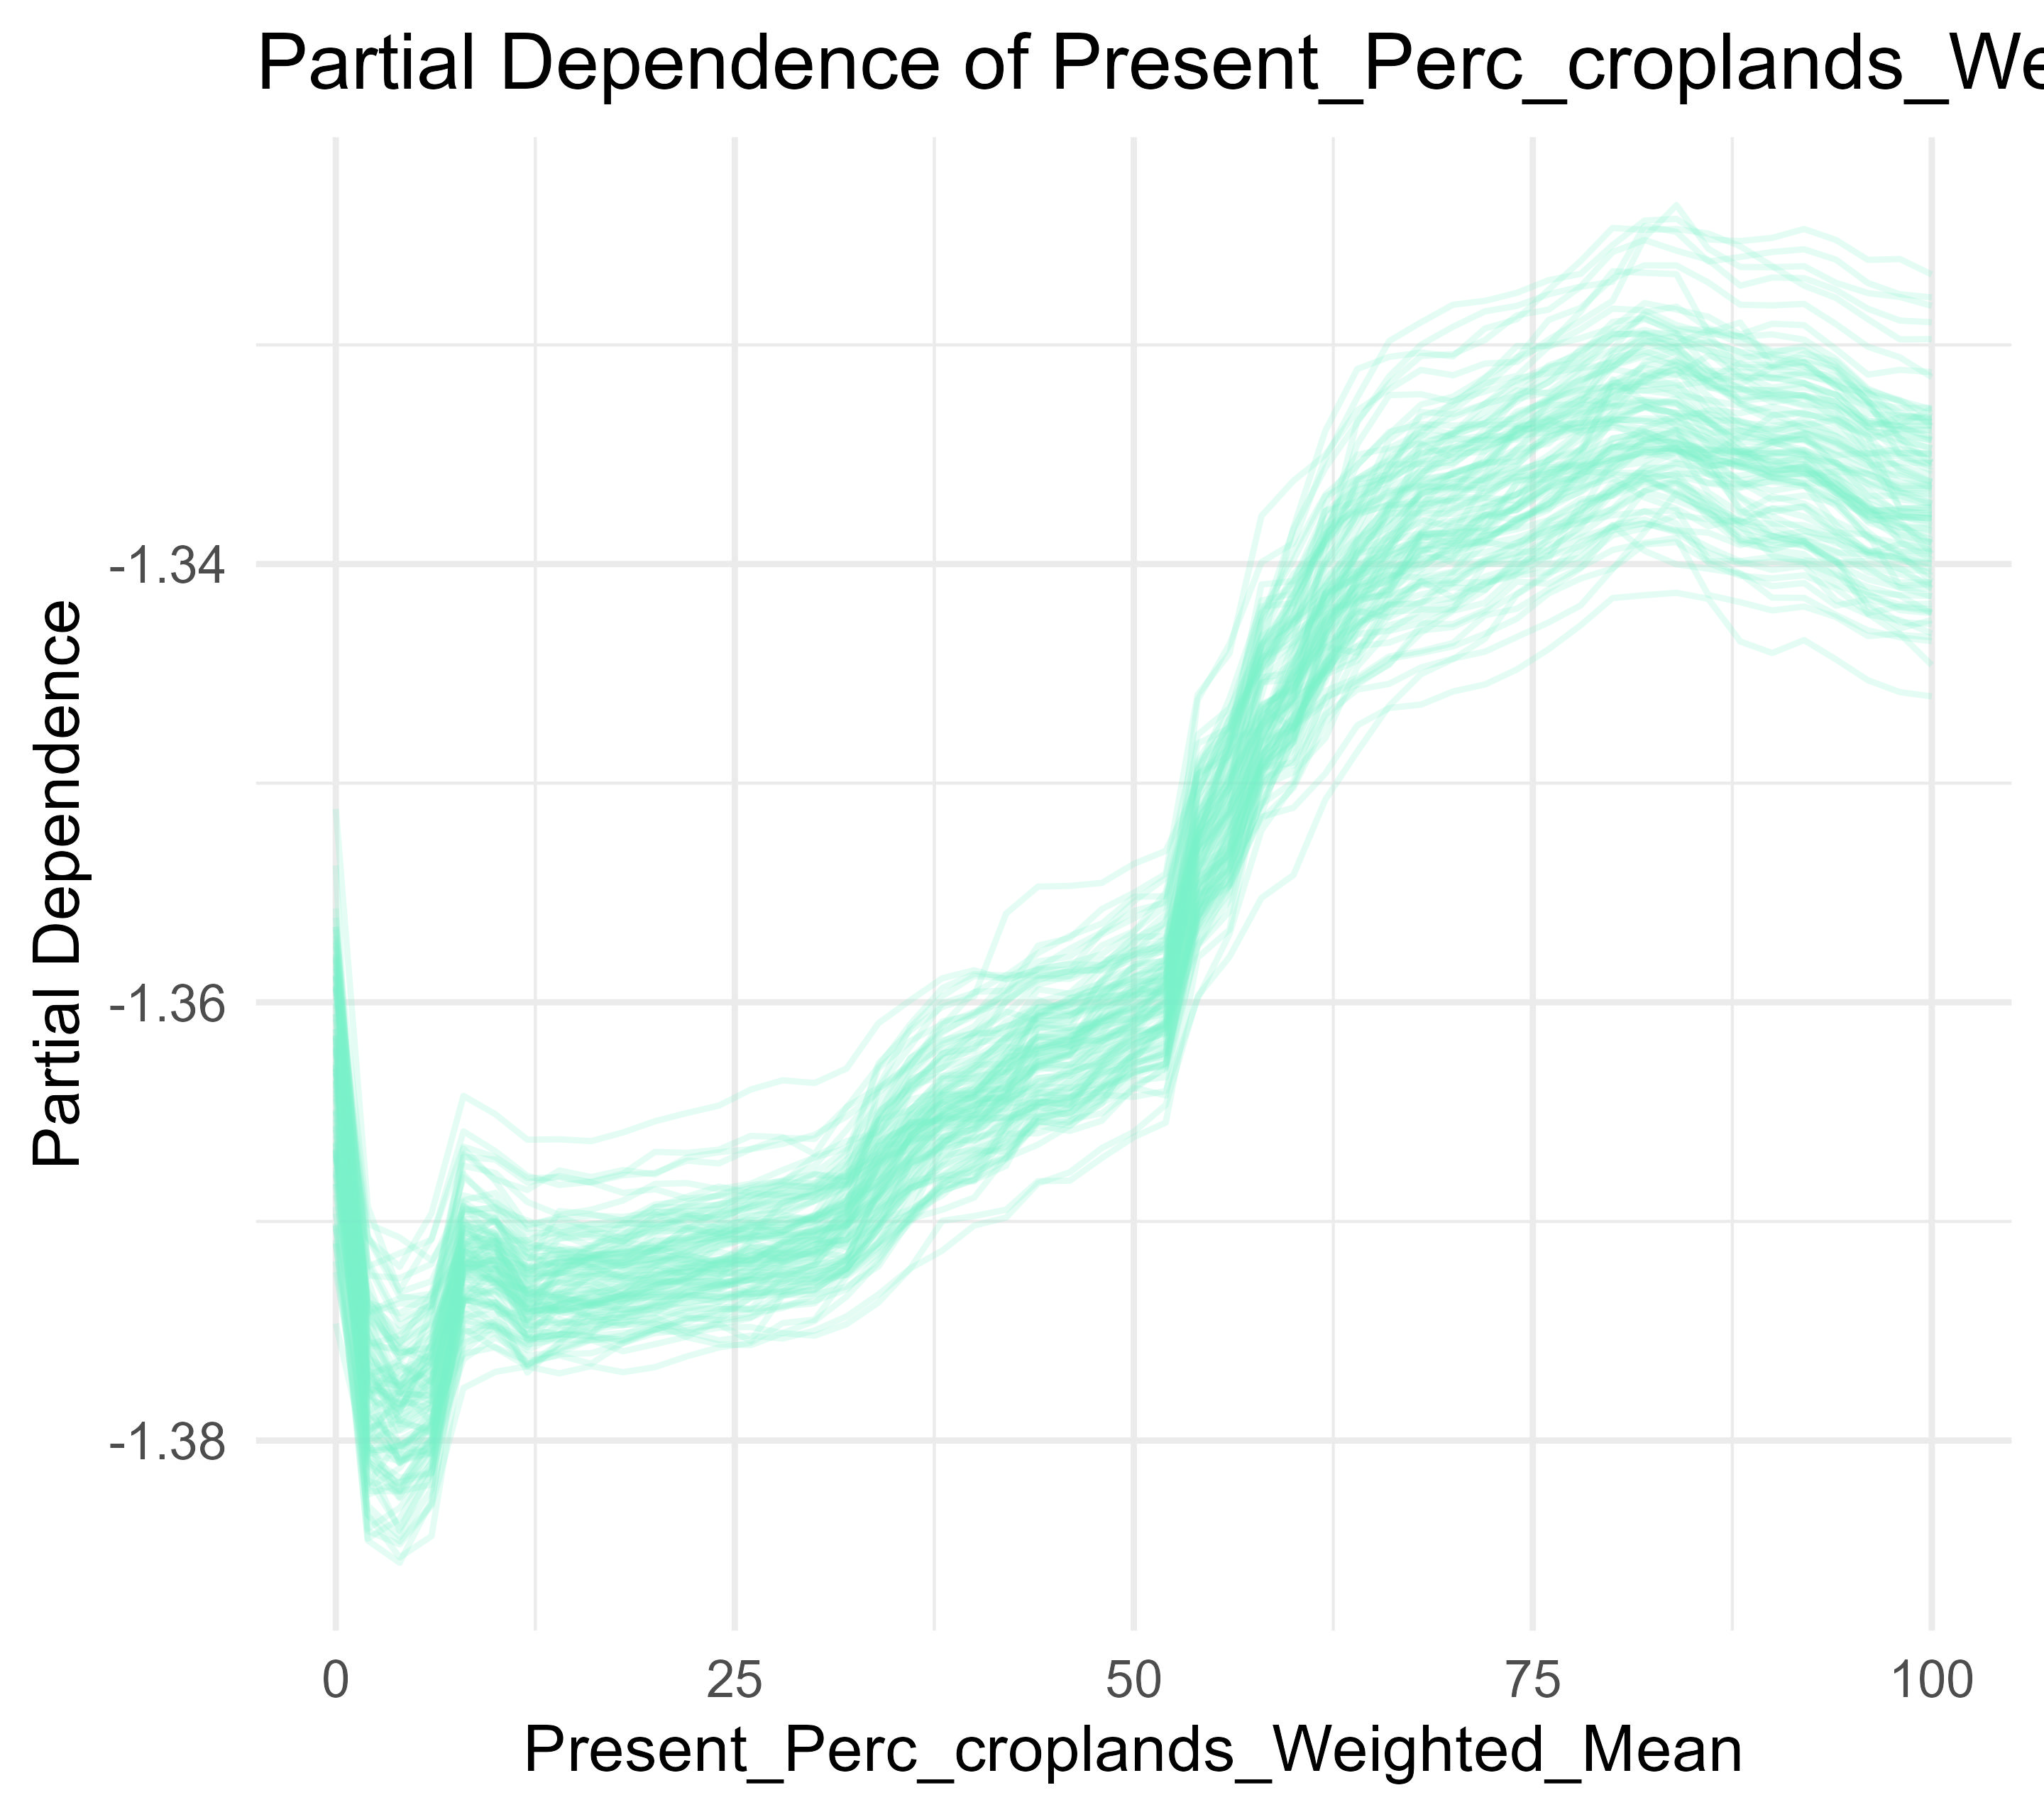 Partial Dependence of Present_Perc_croplands_We
Partial Dependence
-1.34
-1.36
-1.38
0 25 50 75 100
Present_Perc_croplands_Weighted_Mean